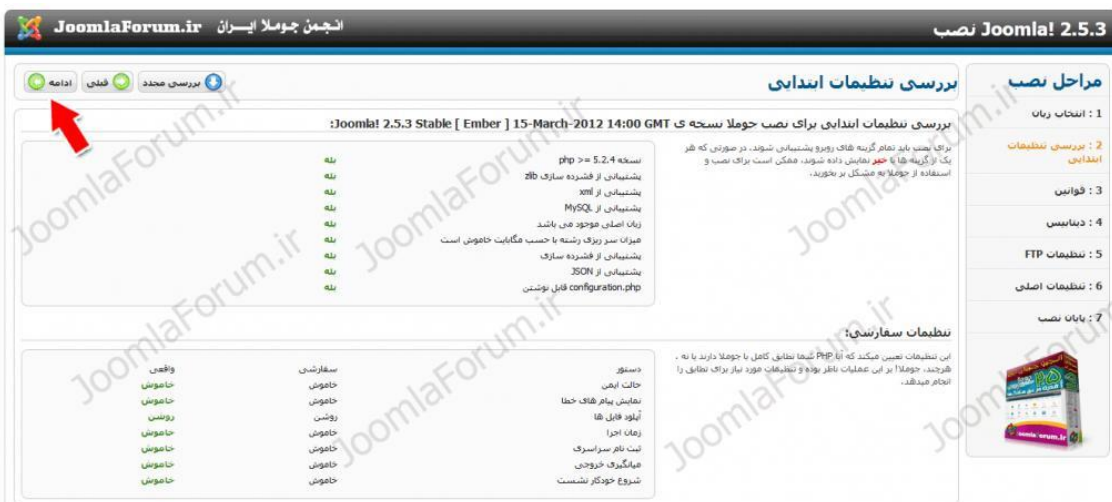 نصب Joomla! 2.5.3
انجمن جوملا ایـــران JoomlaForum.ir
مراحل نصب
1 : انتخاب زبان
2 : بررسی تنظیمات ابتدایی
3 : قوانین
4 : دیتابیس
5 : تنظیمات FTP
6 : تنظیمات اصلی
7 : پایان نصب
بررسی تنظیمات ابتدایی
بررسی مجدد
قبلی
ادامه
بررسی تنظیمات ابتدایی برای نصب جوملا نسخه ی Joomla! 2.5.3 Stable [ Ember ] 15-March-2012 14:00 GMT:
برای نصب باید تمام گزینه های روبرو پشتیبانی شوند، در صورتی که هر
یک از گزینه ها با خیر نمایش داده شوند، ممکن است برای نصب و
استفاده از جوملا به مشکل بر بخورید.
نسخه php >= 5.2.4 بله
پشتیبانی از فشرده سازی zlib بله
پشتیبانی از xml بله
پشتیبانی از MySQL بله
زبان اصلی موجود می باشد بله
میزان سر ریزی رشته با حسب مگابایت خاموش است بله
پشتیبانی از فشرده سازی بله
پشتیبانی از JSON بله
configuration.php قابل نوشتن بله
تنظیمات سفارشی:
این تنظیمات تعیین میکند که آیا PHP شما تطابق کامل با جوملا دارند یا نه .
هرچند، جوملا! بر این عملیات ناظر بوده و تنظیمات مورد نیاز برای تطابق را
انجام میدهد.
دستور سفارشی واقعی
حالت ایمن خاموش خاموش
نمایش پیام های خطا خاموش خاموش
آپلود فایل ها روشن روشن
زمان اجرا خاموش خاموش
ثبت نام سراسری خاموش خاموش
میانگیری خروجی خاموش خاموش
شروع خودکار نشست خاموش خاموش
JoomlaForum.ir